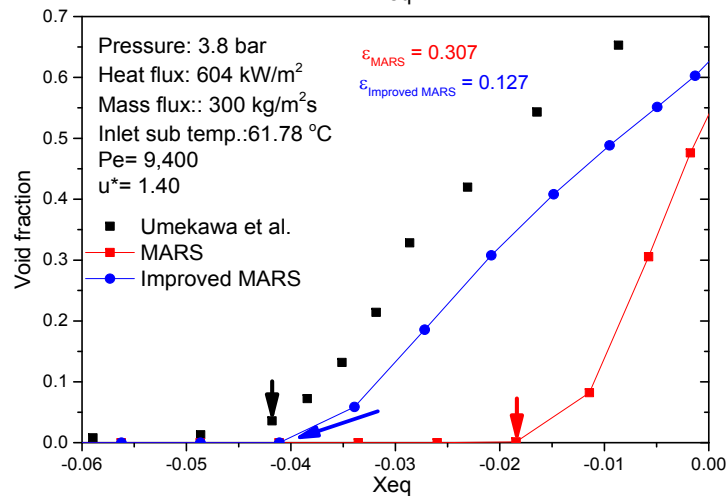 0.7
0.6
0.5
0.4
0.3
0.2
0.1
0.0
Void fraction
Pressure: 3.8 bar
Heat flux: 604 kW/m²
Mass flux:: 300 kg/m²s
Inlet sub temp.:61.78 °C
Pe= 9,400
u*= 1.40
Umekawa et al.
MARS
Improved MARS
εMARS = 0.307
εImproved MARS = 0.127
-0.06 -0.05 -0.04 -0.03 -0.02 -0.01 0.00
Xeq